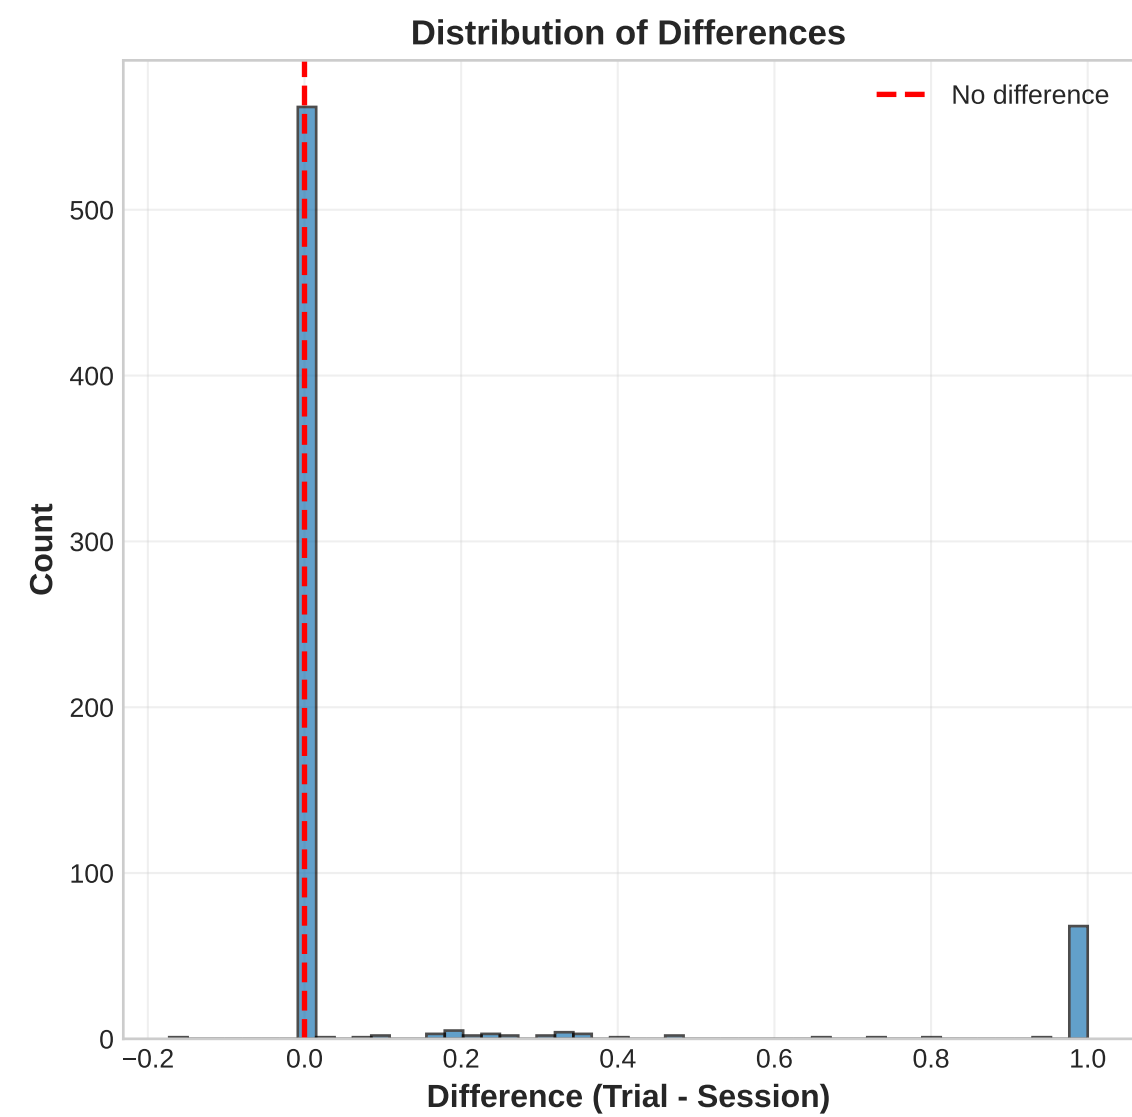 Distribution of Differences
No difference
500
400
300
200
100
0
Count
−0.2 0.0 0.2 0.4 0.6 0.8 1.0
Difference (Trial - Session)